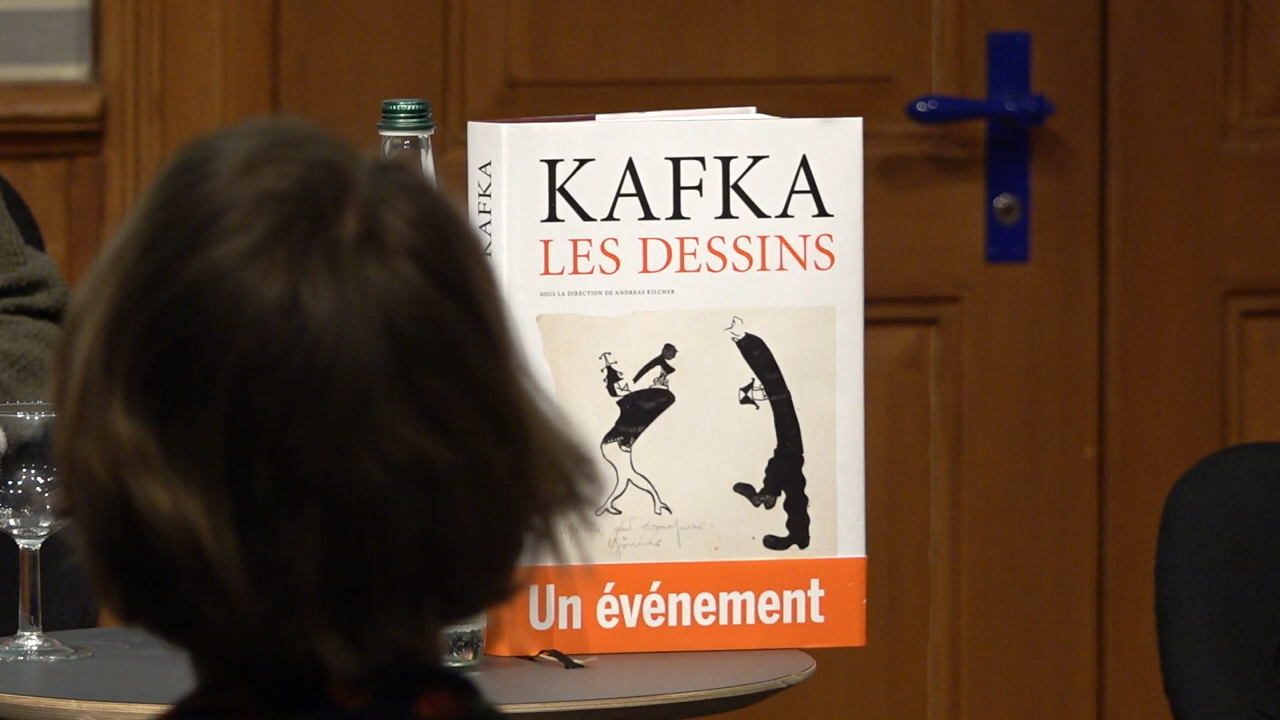 KAFKA
KAFKA
LES DESSINS
SOUS LA DIRECTION DE ANDREAS KILCHER
Un événement